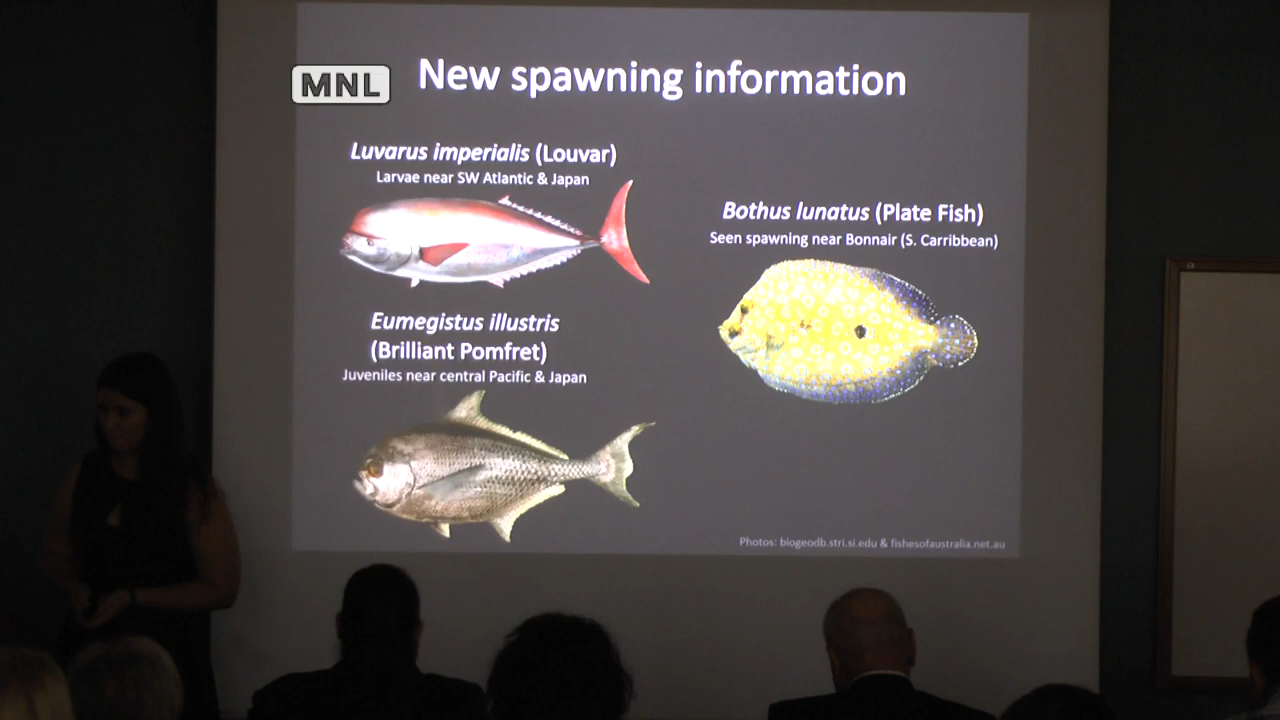 MNL
New spawning information
Luvarus imperialis (Louvar)
Larvae near SW Atlantic & Japan
Eumegistus illustris
(Brilliant Pomfret)
Juveniles near central Pacific & Japan
Bothus lunatus (Plate Fish)
Seen spawning near Bonnair (S. Carribbean)
Photos: biogeodb.stri.si.edu & fishesofaustralia.net.au